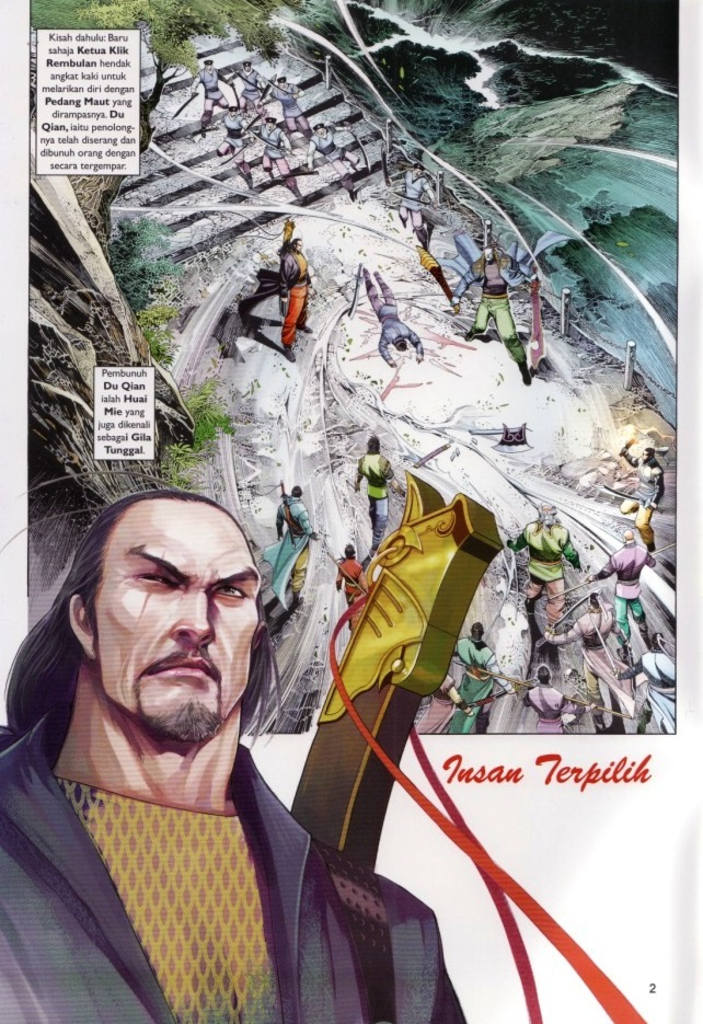 Kisah dahulu: Baru
sahaja Ketua Klik
Rembulan hendak
angkat kaki untuk
melarikan diri dengan
Pedang Maut yang
dirampasnya. Du
Qian, iaitu penolong-
nya telah diserang dan
dibunuh orang dengan
secara tergempar.
Pembunuh
Du Qian
ialah Huai
Mie yang
juga dikenali
sebagai Gila
Tunggal.
Insan Terpilih
2